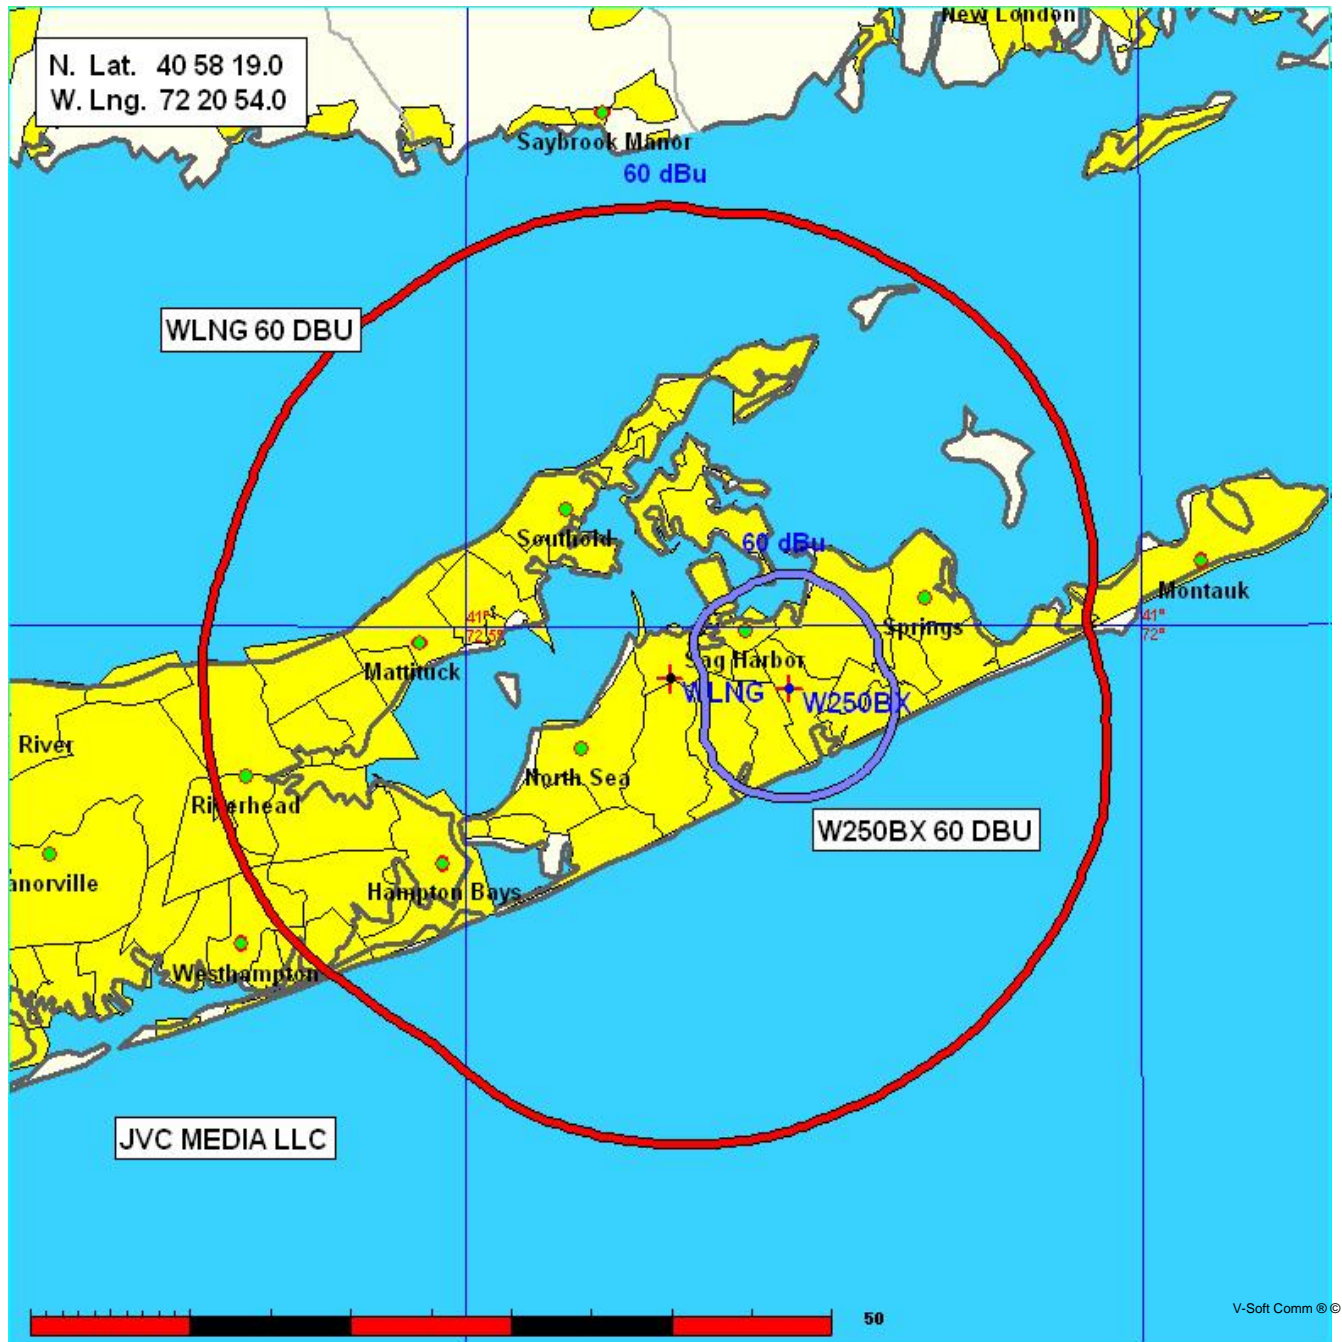 New London
N. Lat. 40 58 19.0
W. Lng. 72 20 54.0
Saybrook Manor
60 dBu
WLNG 60 DBU
Southold
60 dBu
Montauk
41°
72.5°
41°
72°
Springs
Mattituck
Sag Harbor
WLNG
W250BX
River
North Sea
Riverhead
W250BX 60 DBU
anorville
Hampton Bays
Westhampton
JVC MEDIA LLC
50
V-Soft Comm ® ©